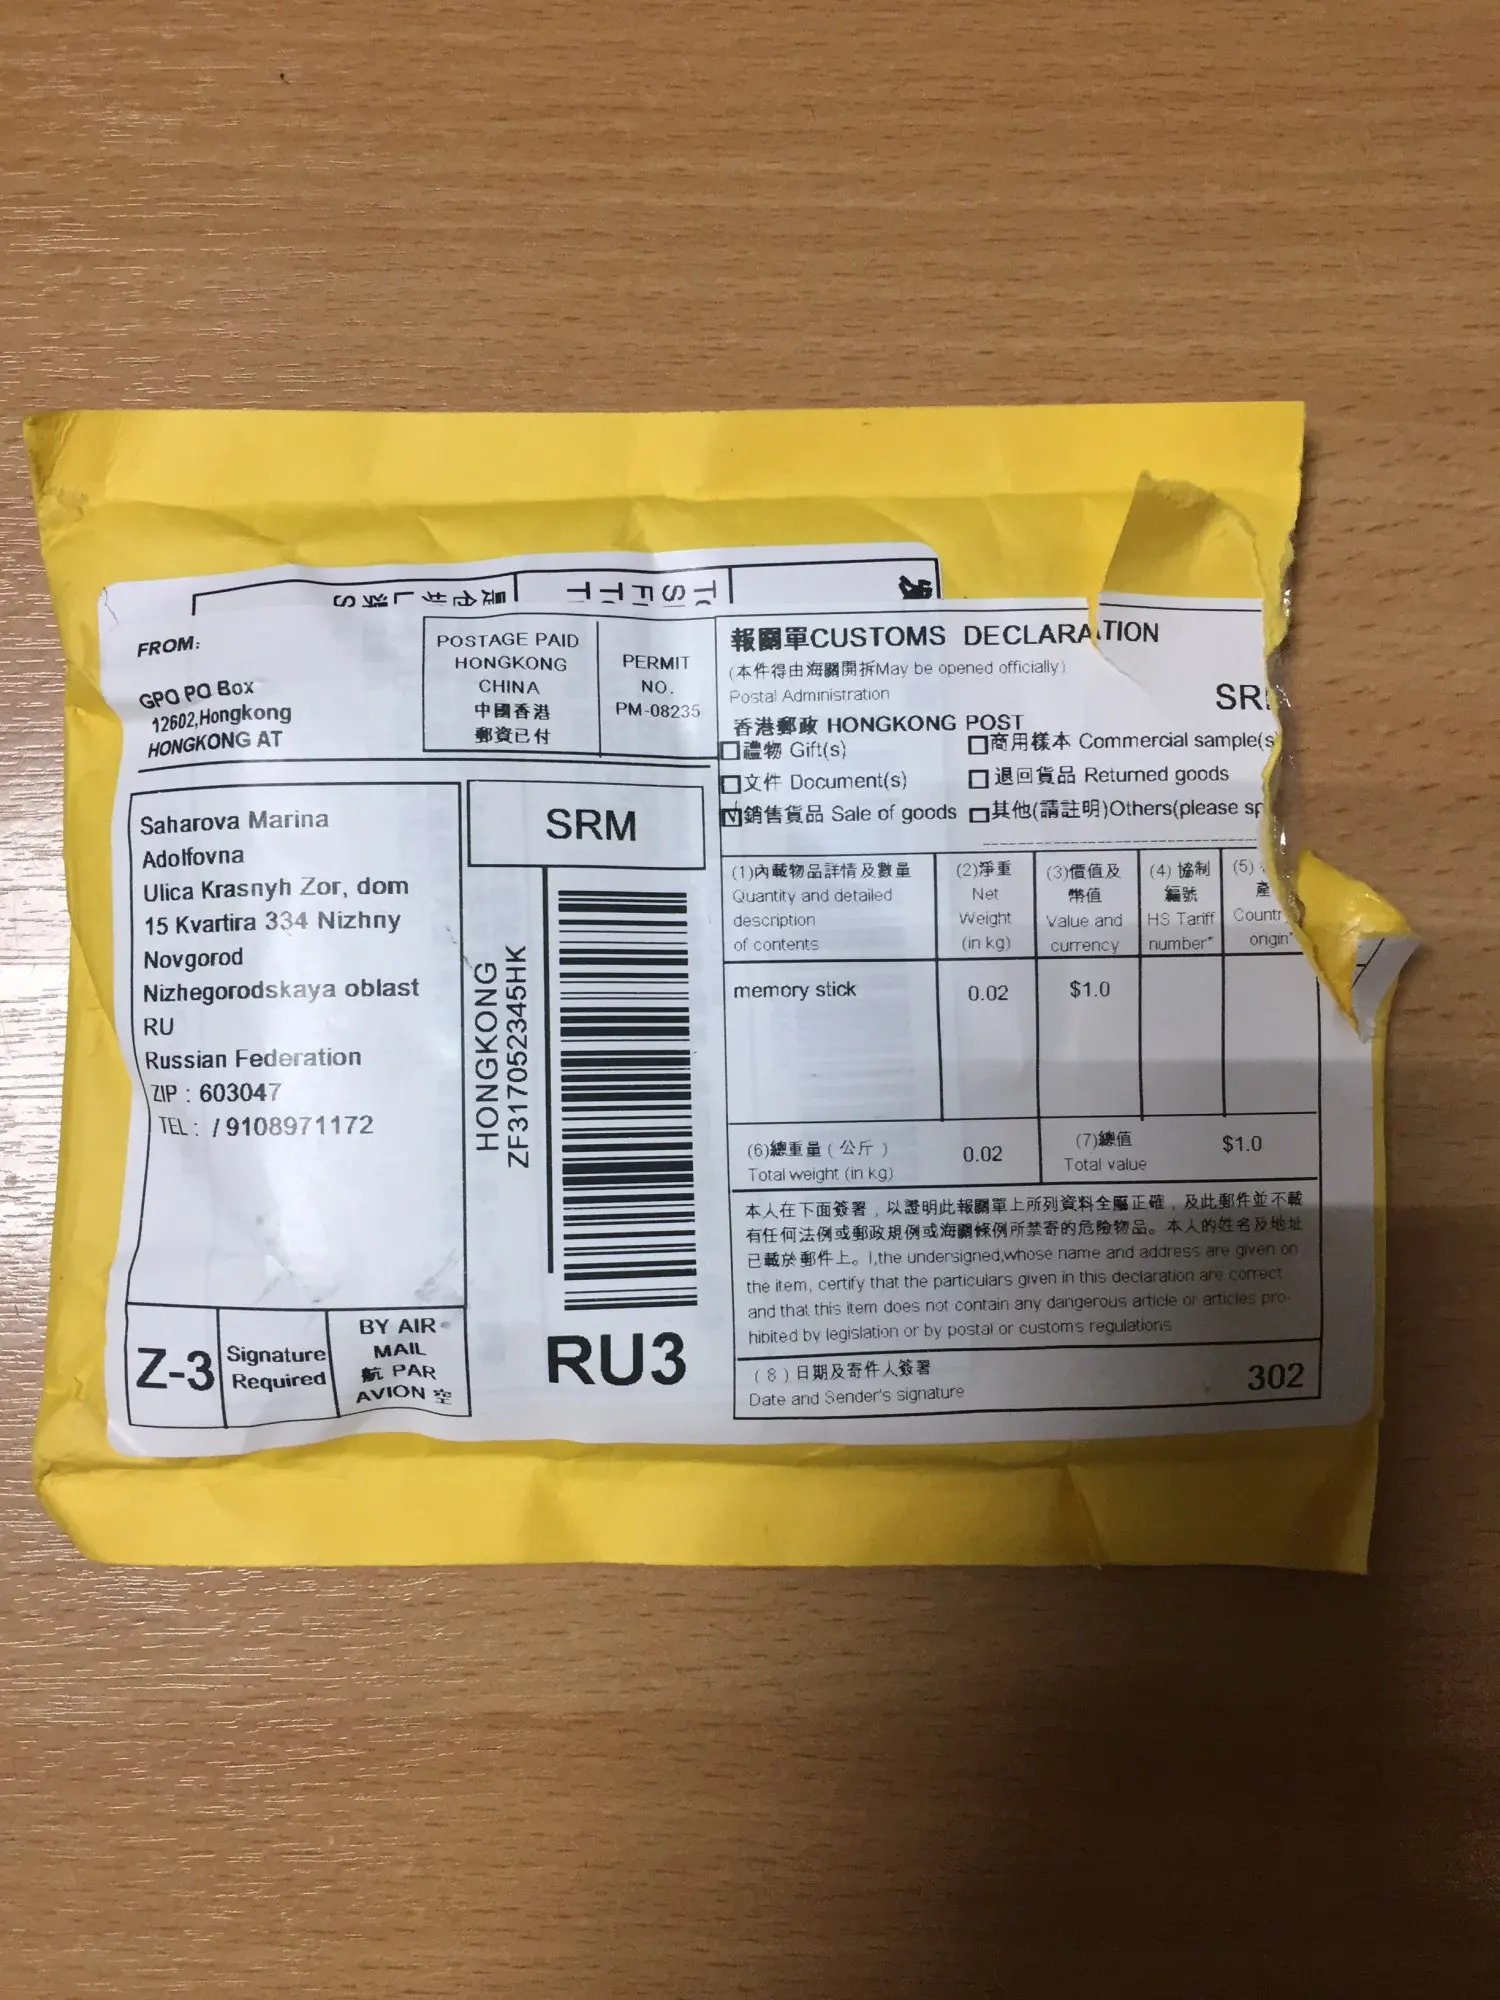 FROM:
GPO PO Box
12602,Hongkong
HONGKONG AT
POSTAGE PAID
HONGKONG
CHINA
中國香港
郵資已付
PERMIT
NO.
PM-08235
Saharova Marina
Adolfovna
Ulica Krasnyh Zor, dom
15 Kvartira 334 Nizhny
Novgorod
Nizhegorodskaya oblast
RU
Russian Federation
ZIP : 603047
TEL : / 9108971172
Z-3
Signature
Required
BY AIR
MAIL
航 PAR
AVION 空
SRM
HONGKONG
ZF317052345HK
RU3
報關單CUSTOMS DECLARATION
(本件得由海關開拆May be opened officially)
Postal Administration
SR
香港郵政 HONGKONG POST
禮物 Gift(s)
商用樣本 Commercial sample(s
文件 Document(s)
退回貨品 Returned goods
銷售貨品 Sale of goods
其他(請註明)Others(please sp
(1)內載物品詳情及數量
Quantity and detailed
description
of contents
(2)淨重
Net
Weight
(in kg)
(3)價值及
幣值
Value and
currency
(4) 協制
編號
HS Tariff
number*
(5)
產
Countr
origin*
memory stick
0.02
$1.0
(6)總重量 ( 公斤 )
Total weight (in kg)
0.02
(7)總值
Total value
$1.0
本人在下面簽署 , 以證明此報關單上所列資料全屬正確 , 及此郵件並不載
有任何法例或郵政規例或海關條例所禁寄的危險物品。本人的姓名及地址
已載於郵件上。I,the undersigned,whose name and address are given on
the item, certify that the particulars given in this declaration are correct
and that this item does not contain any dangerous article or articles pro-
hibited by legislation or by postal or customs regulations
( 8 ) 日期及寄件人簽署
Date and Sender's signature
302